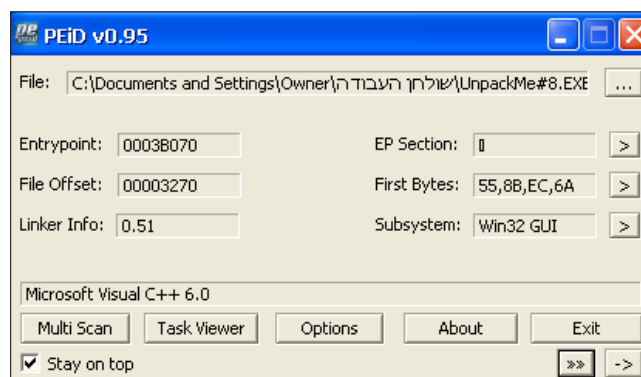 PEiD v0.95
File: C:\Documents and Settings\Owner\שולחן העבודה\UnpackMe#8.EXE ...
Entrypoint: 0003B070 EP Section: >
File Offset: 00003270 First Bytes: 55,8B,EC,6A >
Linker Info: 0.51 Subsystem: Win32 GUI >
Microsoft Visual C++ 6.0
Multi Scan Task Viewer Options About Exit
Stay on top »» ->